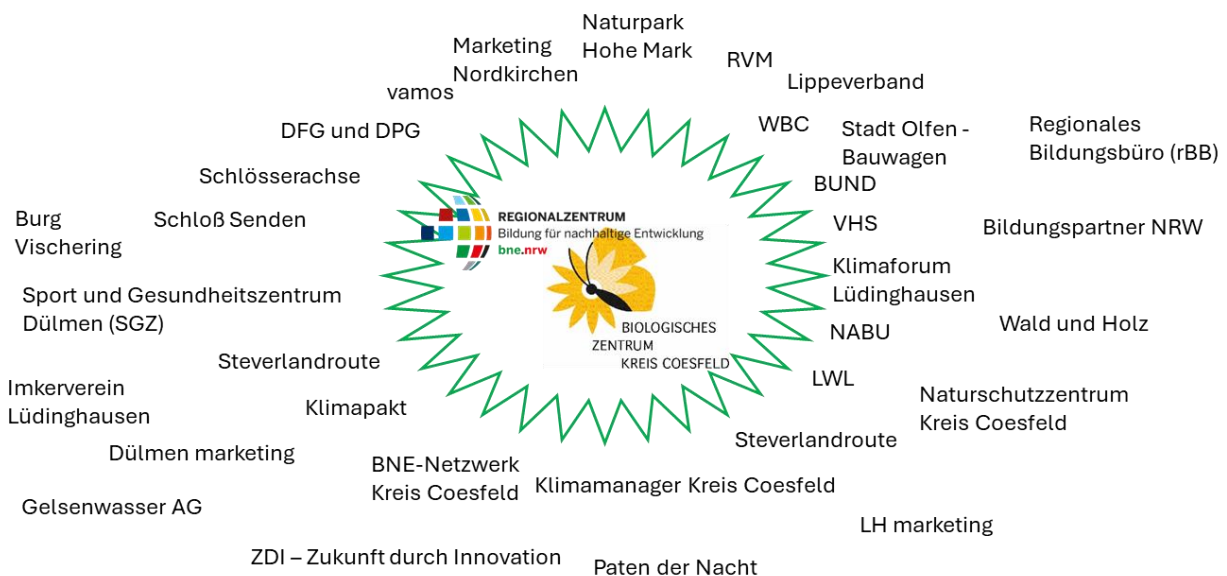 Naturpark
Hohe Mark
Marketing
Nordkirchen
RVM
Lippeverband
vamos
DFG und DPG
WBC
Stadt Olfen -
Bauwagen
Regionales
Bildungsbüro (rBB)
Schlösserachse
BUND
Burg
Vischering
Schloß Senden
REGIONALZENTRUM
Bildung für nachhaltige Entwicklung
bne.nrw
VHS
Bildungspartner NRW
Klimaforum
Lüdinghausen
Sport und Gesundheitszentrum
Dülmen (SGZ)
BIOLOGISCHES
ZENTRUM
KREIS COESFELD
NABU
Wald und Holz
Steverlandroute
LWL
Imkerverein
Lüdinghausen
Klimapakt
Naturschutzzentrum
Kreis Coesfeld
Steverlandroute
Dülmen marketing
BNE-Netzwerk
Kreis Coesfeld
Klimamanager Kreis Coesfeld
Gelsenwasser AG
LH marketing
ZDI – Zukunft durch Innovation
Paten der Nacht